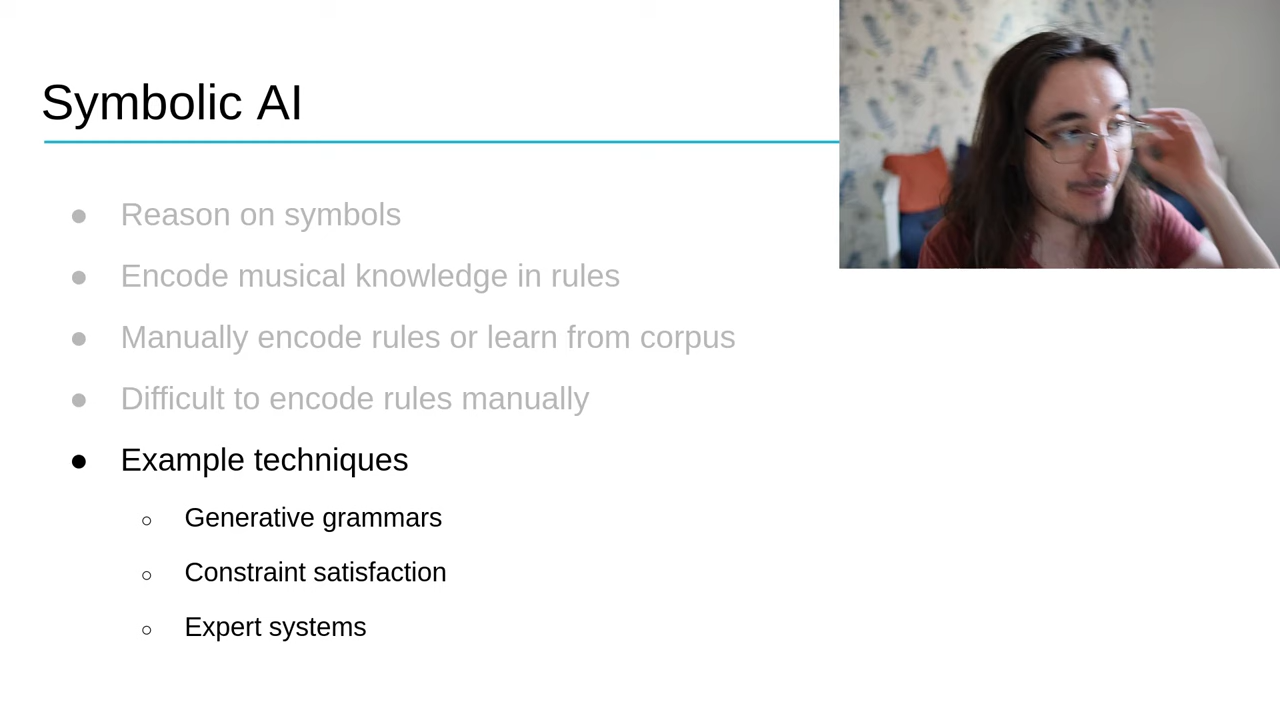 Symbolic AI
● Reason on symbols
● Encode musical knowledge in rules
● Manually encode rules or learn from corpus
● Difficult to encode rules manually
● Example techniques
○ Generative grammars
○ Constraint satisfaction
○ Expert systems